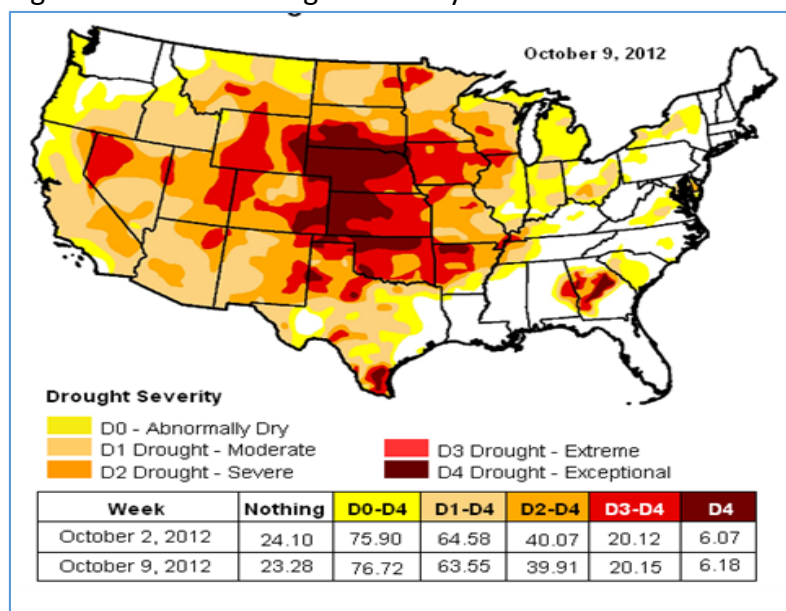 October 9, 2012
Drought Severity
D0 - Abnormally Dry
D1 Drought - Moderate
D2 Drought - Severe
D3 Drought - Extreme
D4 Drought - Exceptional
Week Nothing D0-D4 D1-D4 D2-D4 D3-D4 D4
October 2, 2012 24.10 75.90 64.58 40.07 20.12 6.07
October 9, 2012 23.28 76.72 63.55 39.91 20.15 6.18